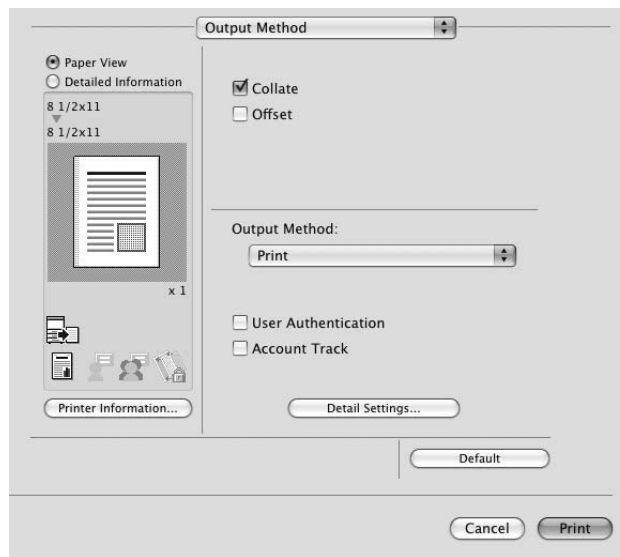 Output Method
Paper View
Detailed Information
8 1/2x11
8 1/2x11
x 1
Printer Information...
Collate
Offset
Output Method:
Print
User Authentication
Account Track
Detail Settings...
Default
Cancel
Print